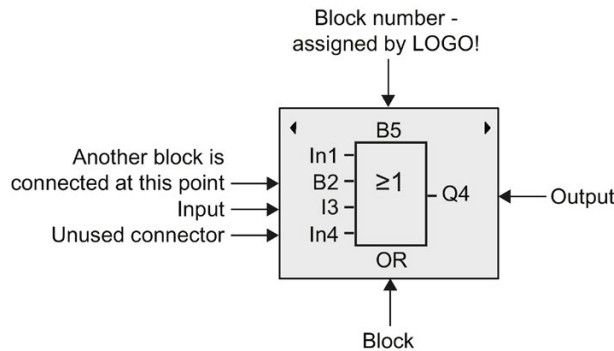 Block number -
assigned by LOGO!
B5
Another block is
connected at this point
Input
Unused connector
In1
B2
I3
In4
≥1
Q4
Output
OR
Block